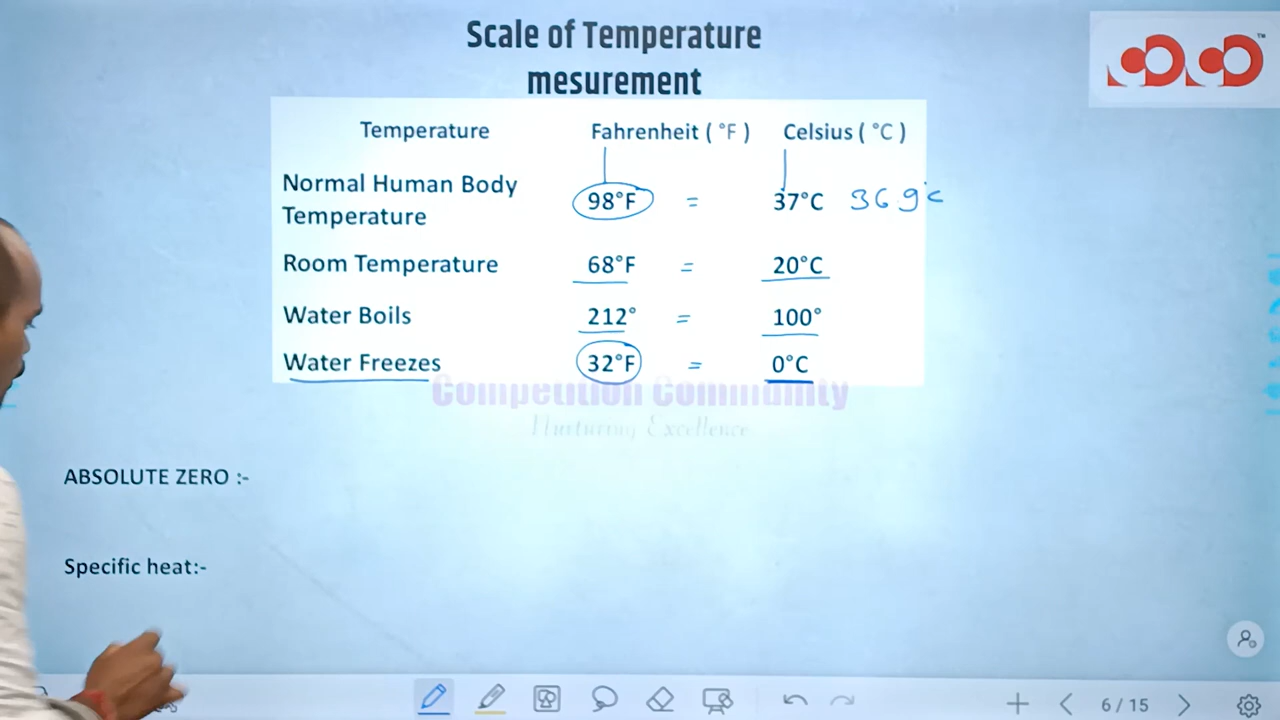 Scale of Temperature
mesurement
Temperature Fahrenheit ( °F ) Celsius ( °C )
Normal Human Body
Temperature
98°F = 37°C 36 9°c
Room Temperature 68°F = 20°C
Water Boils 212° = 100°
Water Freezes 32°F = 0°C
Competition Community
Nurturing Excellence
ABSOLUTE ZERO :-
Specific heat:-
6 / 15
TM